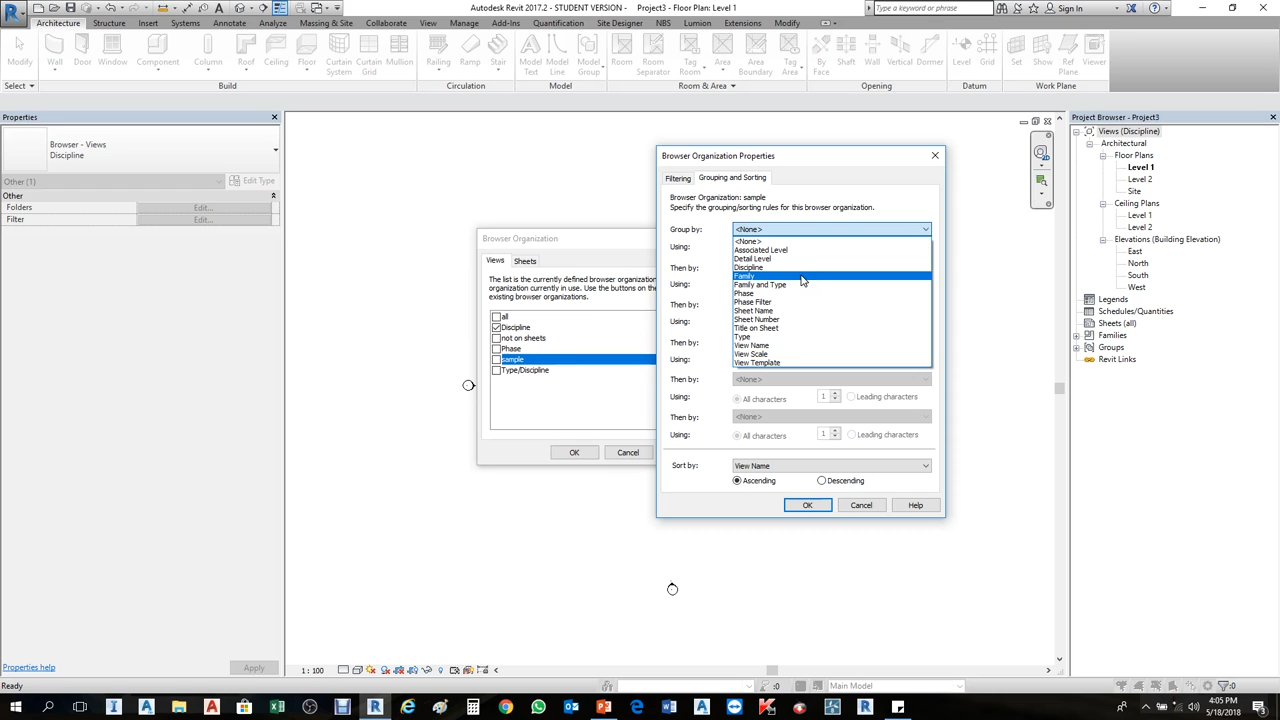 Autodesk Revit 2017.2 - STUDENT VERSION - Project3 - Floor Plan: Level 1
Type a keyword or phrase
Sign In
Architecture Structure Insert Systems Annotate Analyze Massing & Site Collaborate View Manage Add-Ins Quantification Site Designer NBS Lumion Extensions Modify
Modify Wall Door Window Component Column Roof Ceiling Floor Curtain System Curtain Grid Mullion Railing Ramp Stair Model Text Model Line Model Group Room Room Separator Tag Room Area Area Boundary Tag Area By Face Shaft Wall Vertical Dormer Level Grid Set Show Ref Plane Viewer
Select Build Circulation Model Room & Area Opening Datum Work Plane
Properties
Browser - Views
Discipline
Other (1)
Edit Type
Other
Folders Edit...
Filter Edit...
Properties help
Apply
Browser Organization
Views Sheets
The list is the currently defined browser organiza
organization currently in use. Use the buttons on the
existing browser organizations.
all
Discipline
not on sheets
Phase
sample
Type/Discipline
OK Cancel
Browser Organization Properties
Filtering Grouping and Sorting
Browser Organization: sample
Specify the grouping/sorting rules for this browser organization.
Group by: <None>
Using:
Then by:
Using:
Then by:
Using:
Then by:
Using:
<None>
Associated Level
Detail Level
Discipline
Family
Family and Type
Phase
Phase Filter
Sheet Name
Sheet Number
Title on Sheet
Type
View Name
View Scale
View Template
Then by: <None>
Using: All characters 1 Leading characters
Then by: <None>
Using: All characters 1 Leading characters
Sort by: View Name
Ascending Descending
OK Cancel Help
Project Browser - Project3
Views (Discipline)
Architectural
Floor Plans
Level 1
Level 2
Site
Ceiling Plans
Level 1
Level 2
Elevations (Building Elevation)
East
North
South
West
Legends
Schedules/Quantities
Sheets (all)
Families
Groups
Revit Links
1 : 100
Ready
:0
Main Model
:0
4:05 PM
5/18/2018